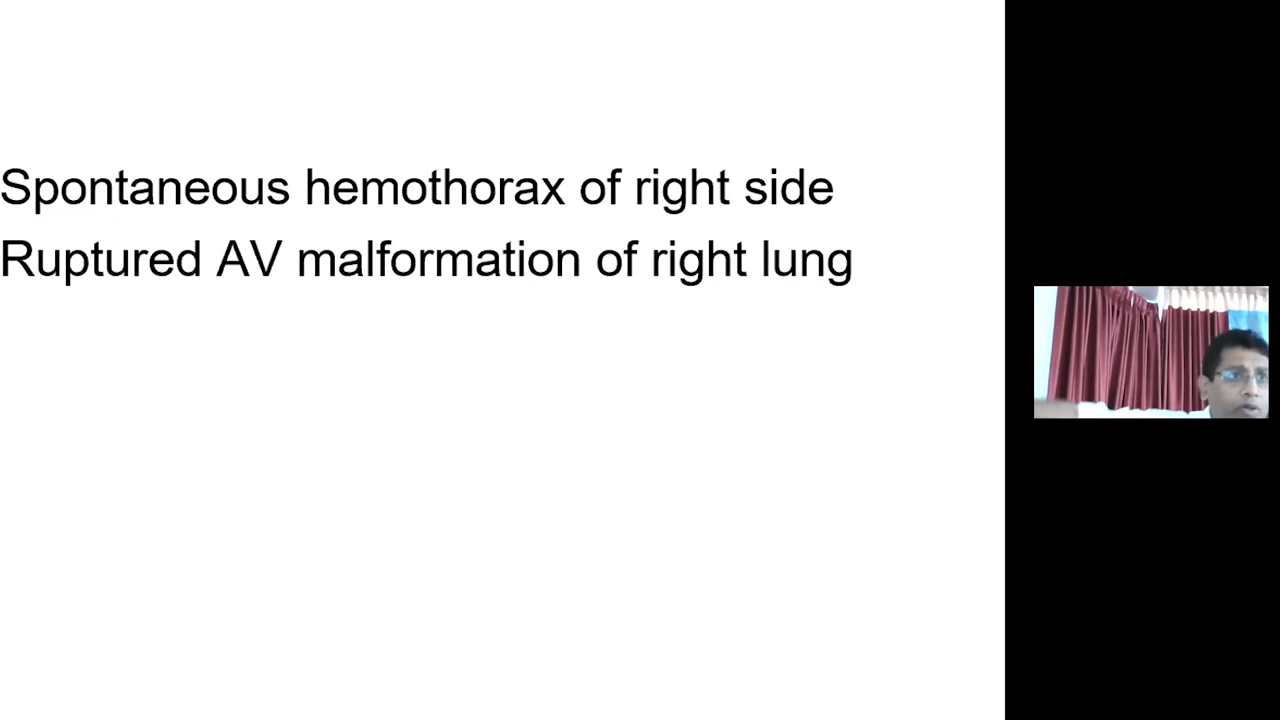 Spontaneous hemothorax of right side
Ruptured AV malformation of right lung